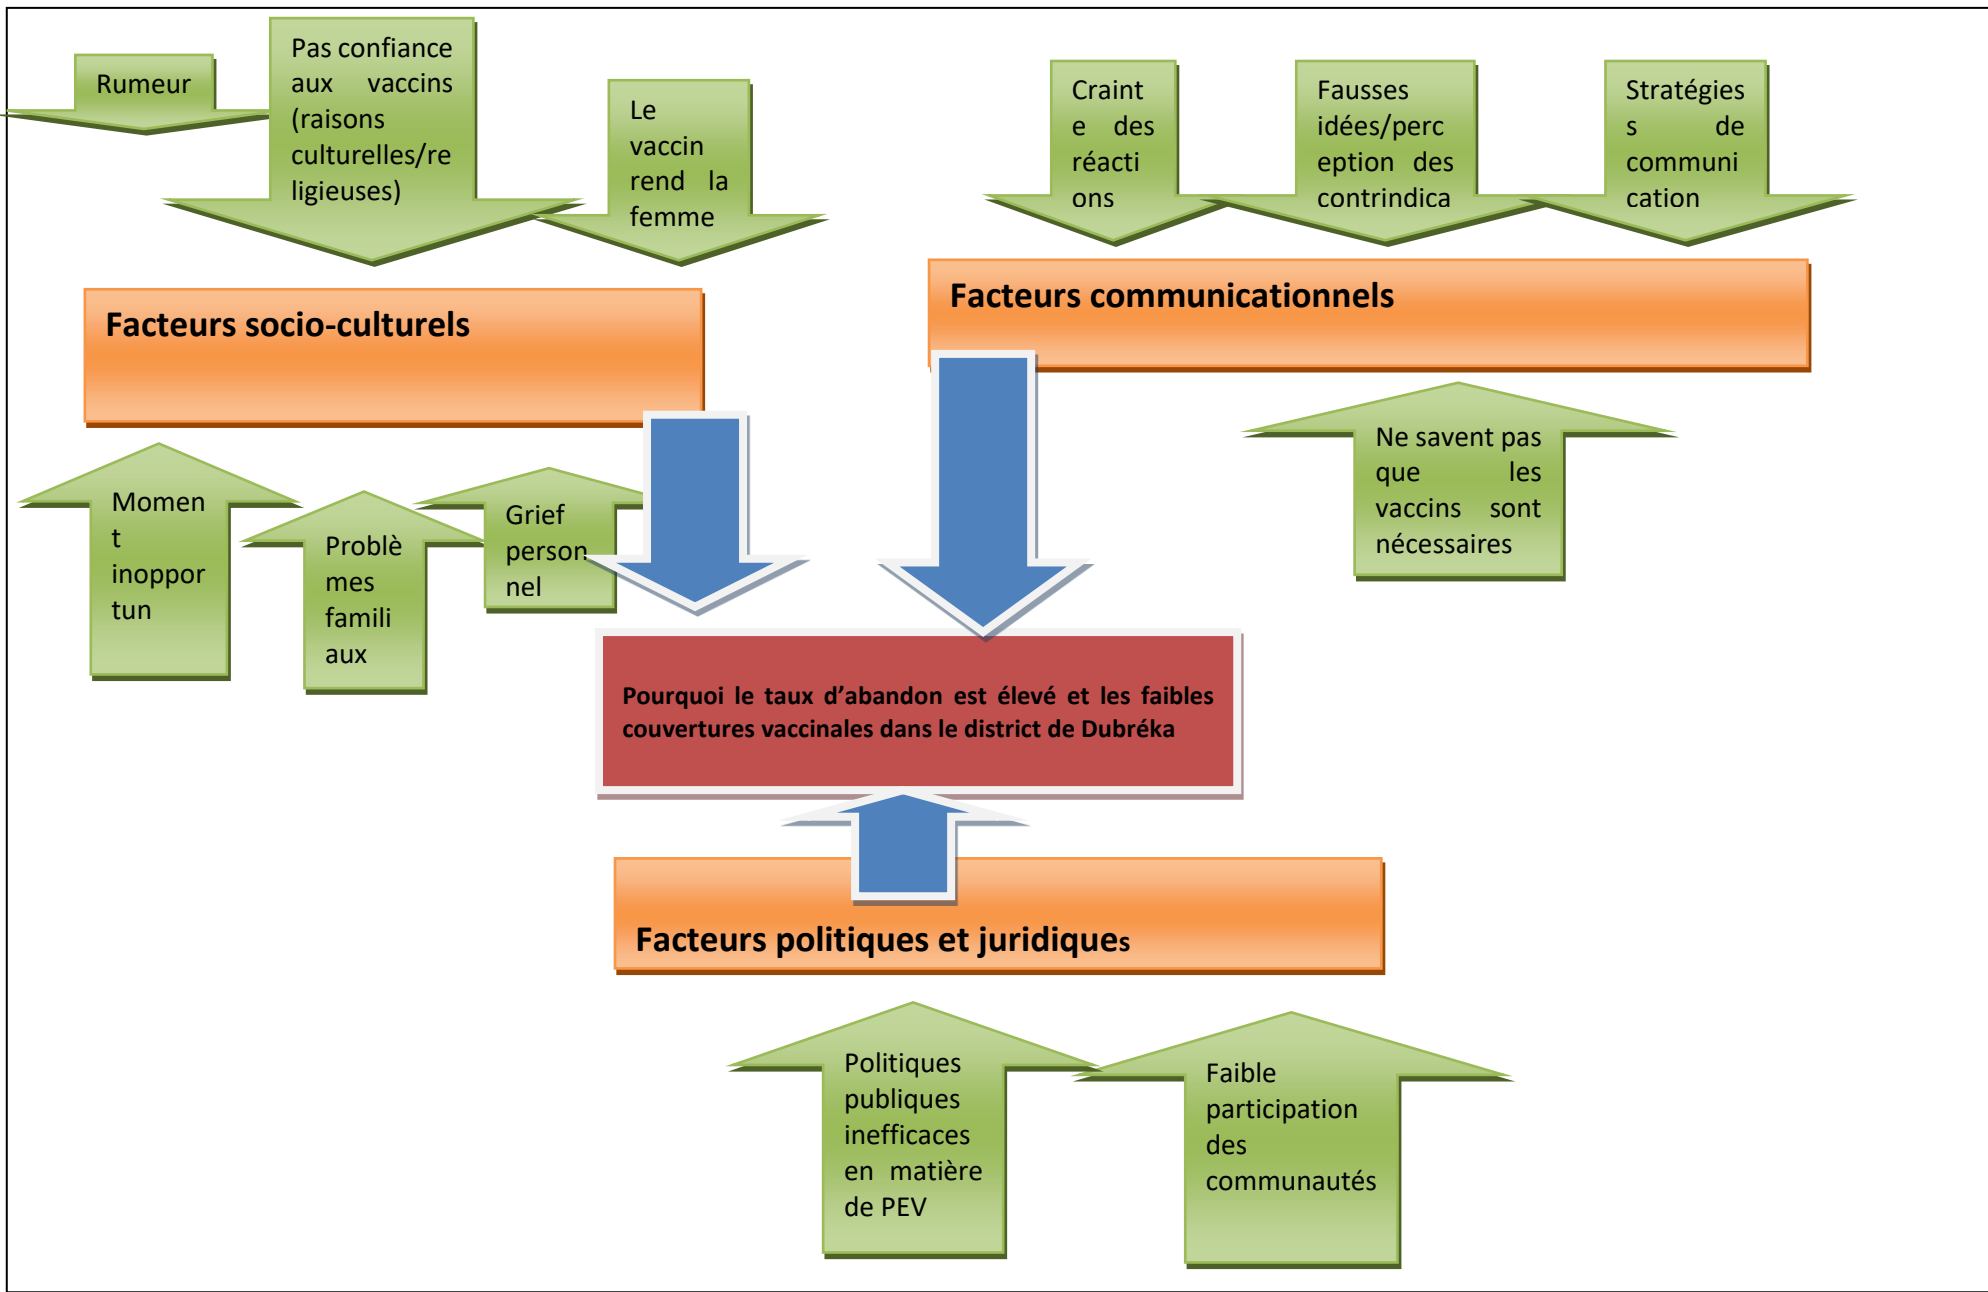 Rumeur
Pas confiance
aux vaccins
(raisons
culturelles/re
ligieuses)
Le
vaccin
rend la
femme
Craint
e des
réacti
ons
Fausses
idées/perc
eption des
contrindica
Stratégies
s de
communi
cation
Facteurs socio-culturels
Facteurs communicationnels
Momen
t
inoppor
tun
Problè
mes
famili
aux
Grief
person
nel
Ne savent pas
que les
vaccins sont
nécessaires
Pourquoi le taux d’abandon est élevé et les faibles
couvertures vaccinales dans le district de Dubréka
Facteurs politiques et juridiques
Politiques
publiques
inefficaces
en matière
de PEV
Faible
participation
des
communautés